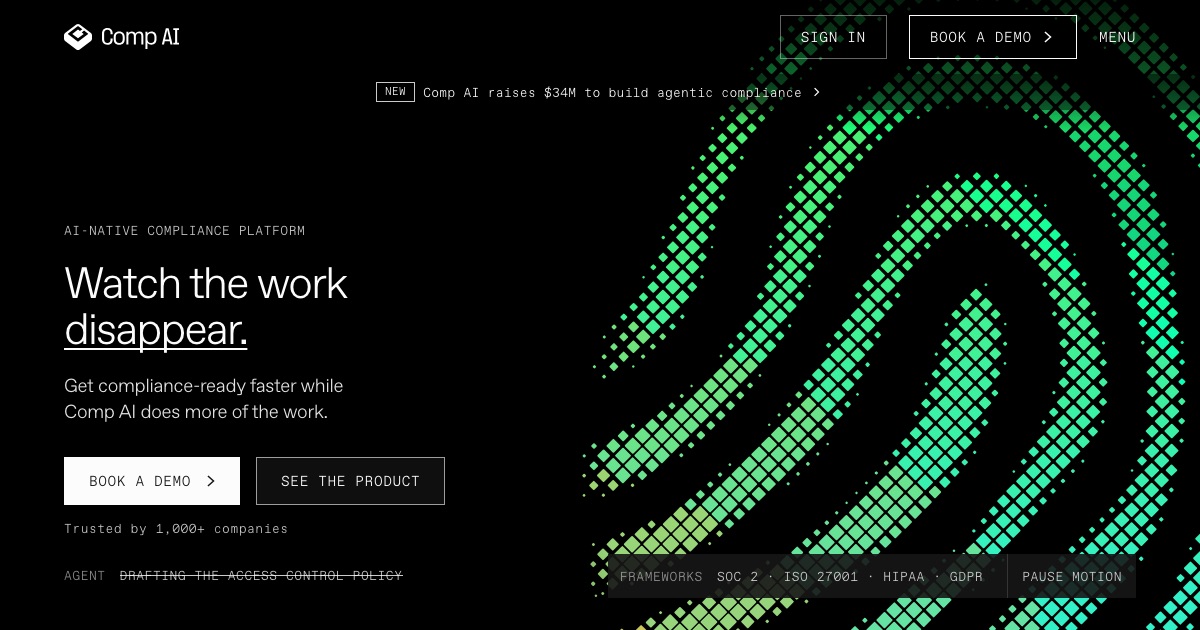 Comp AI
SIGN IN
BOOK A DEMO
MENU
NEW Comp AI raises $34M to build agentic compliance
AI-NATIVE COMPLIANCE PLATFORM
Watch the work
disappear.
Get compliance-ready faster while
Comp AI does more of the work.
BOOK A DEMO
SEE THE PRODUCT
Trusted by 1,000+ companies
AGENT DRAFTING THE ACCESS CONTROL POLICY
FRAMEWORKS SOC 2 · ISO 27001 · HIPAA · GDPR
PAUSE MOTION